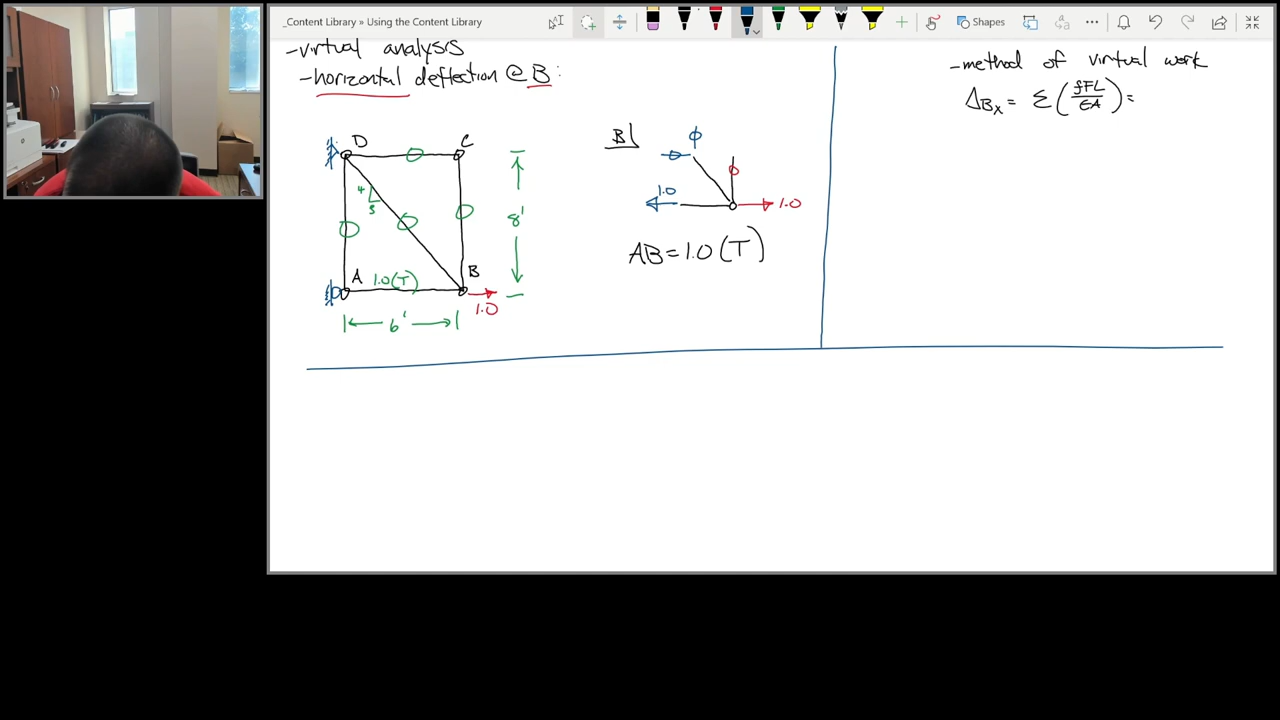 _Content Library » Using the Content Library
Shapes
-virtual analysis
-horizontal deflection @ B:
D
C
4
3
8'
A
1.0(T)
B
1.0
6'
B|
φ
0
1.0
1.0
AB=1.0(T)
-method of virtual work
ΔBx = Σ(fFL/EA)=